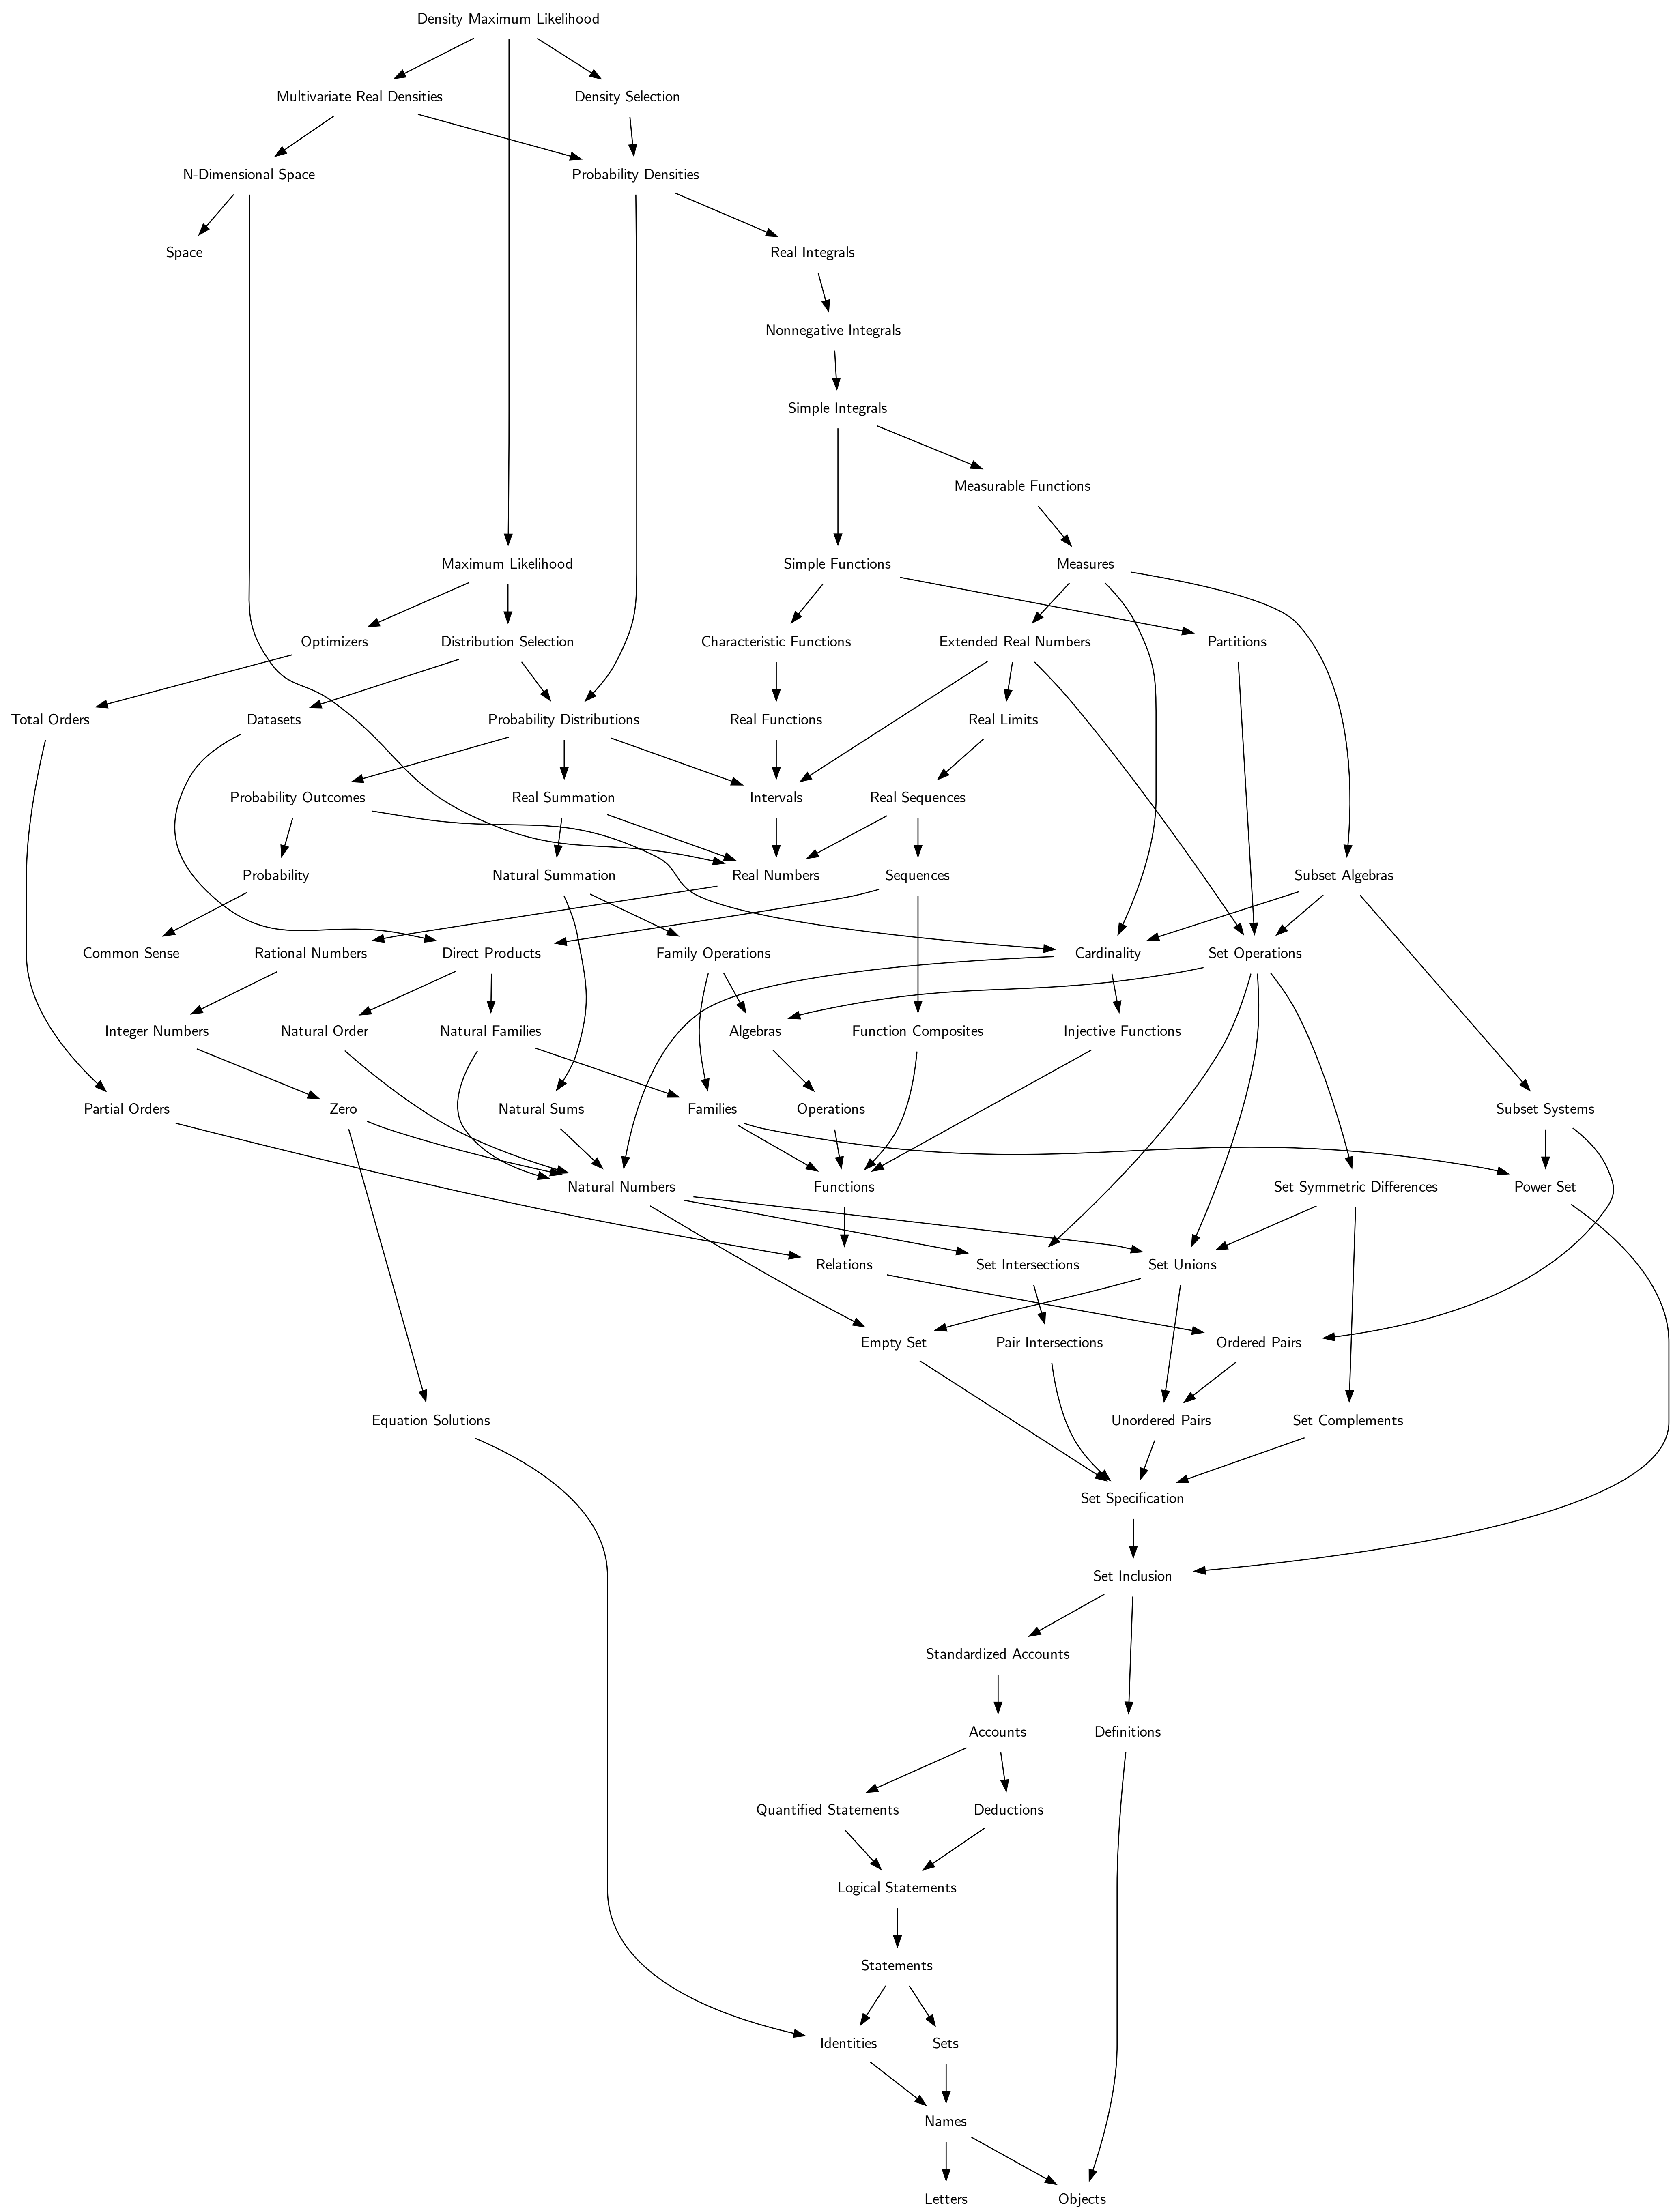 Density Maximum Likelihood
Multivariate Real Densities
Density Selection
N-Dimensional Space
Probability Densities
Space
Real Integrals
Nonnegative Integrals
Simple Integrals
Measurable Functions
Maximum Likelihood
Simple Functions
Measures
Optimizers
Distribution Selection
Characteristic Functions
Extended Real Numbers
Partitions
Total Orders
Datasets
Probability Distributions
Real Functions
Real Limits
Probability Outcomes
Real Summation
Intervals
Real Sequences
Probability
Natural Summation
Real Numbers
Sequences
Subset Algebras
Common Sense
Rational Numbers
Direct Products
Family Operations
Cardinality
Set Operations
Integer Numbers
Natural Order
Natural Families
Algebras
Function Composites
Injective Functions
Partial Orders
Zero
Natural Sums
Families
Operations
Subset Systems
Natural Numbers
Functions
Set Symmetric Differences
Power Set
Relations
Set Intersections
Set Unions
Empty Set
Pair Intersections
Ordered Pairs
Equation Solutions
Unordered Pairs
Set Complements
Set Specification
Set Inclusion
Standardized Accounts
Accounts
Definitions
Quantified Statements
Deductions
Logical Statements
Statements
Identities
Sets
Names
Letters
Objects